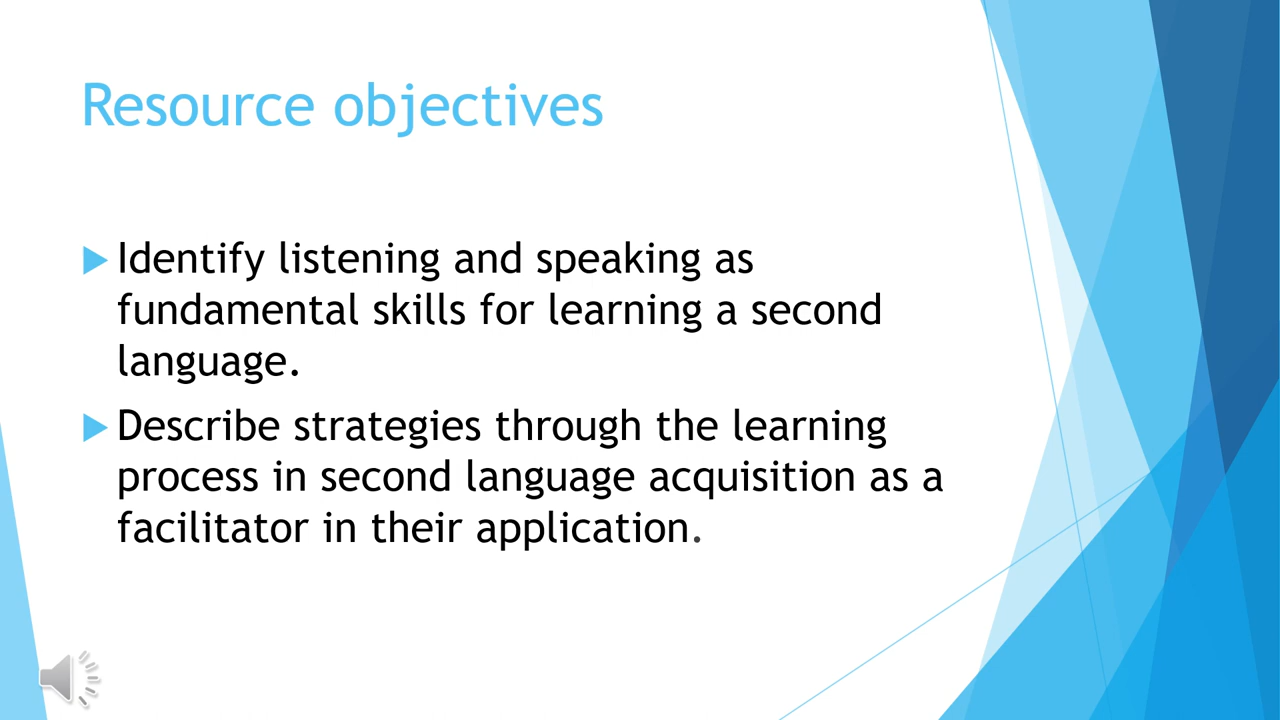 Resource objectives
Identify listening and speaking as
fundamental skills for learning a second
language.
Describe strategies through the learning
process in second language acquisition as a
facilitator in their application.